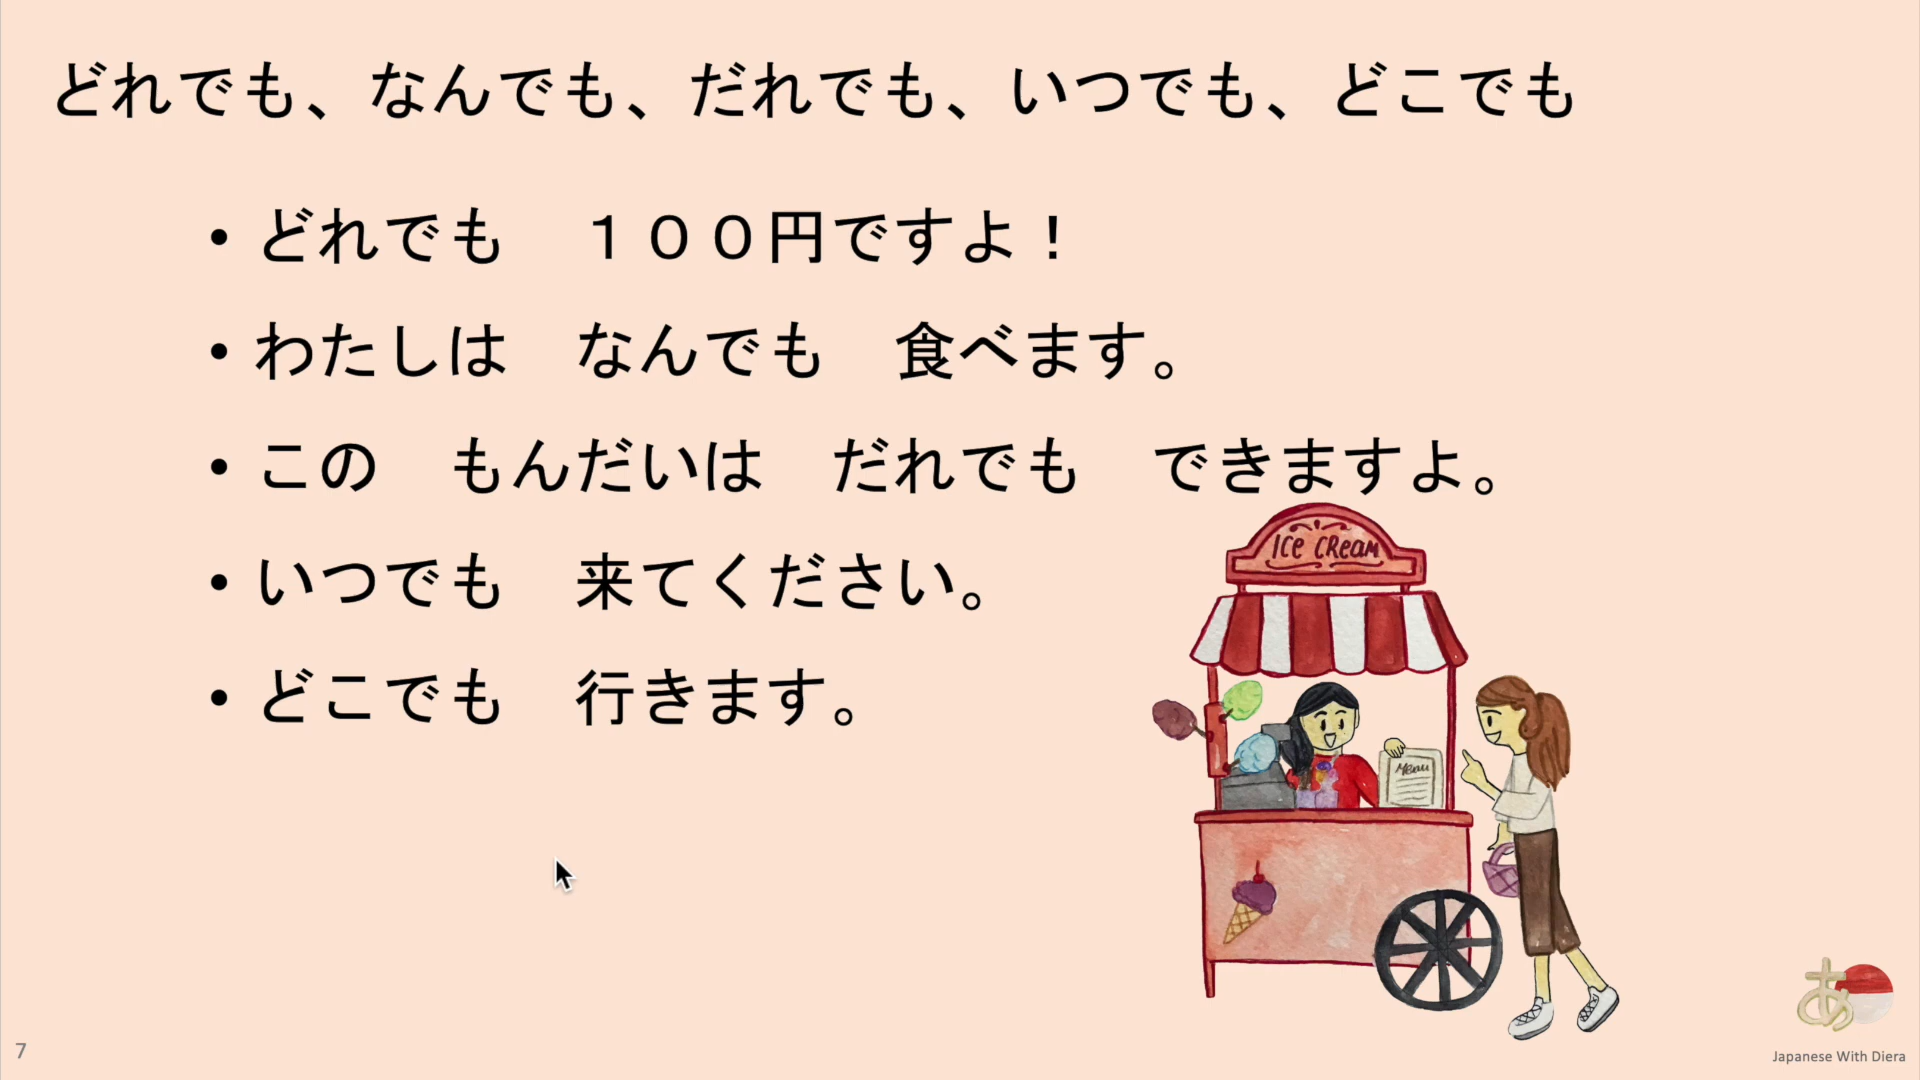 どれでも、なんでも、だれでも、いつでも、どこでも
• どれでも　１００円ですよ！
• わたしは　なんでも　食べます。
• この　もんだいは　だれでも　できますよ。
• いつでも　来てください。
• どこでも　行きます。
Ice Cream
Menu
あ
7
Japanese With Diera